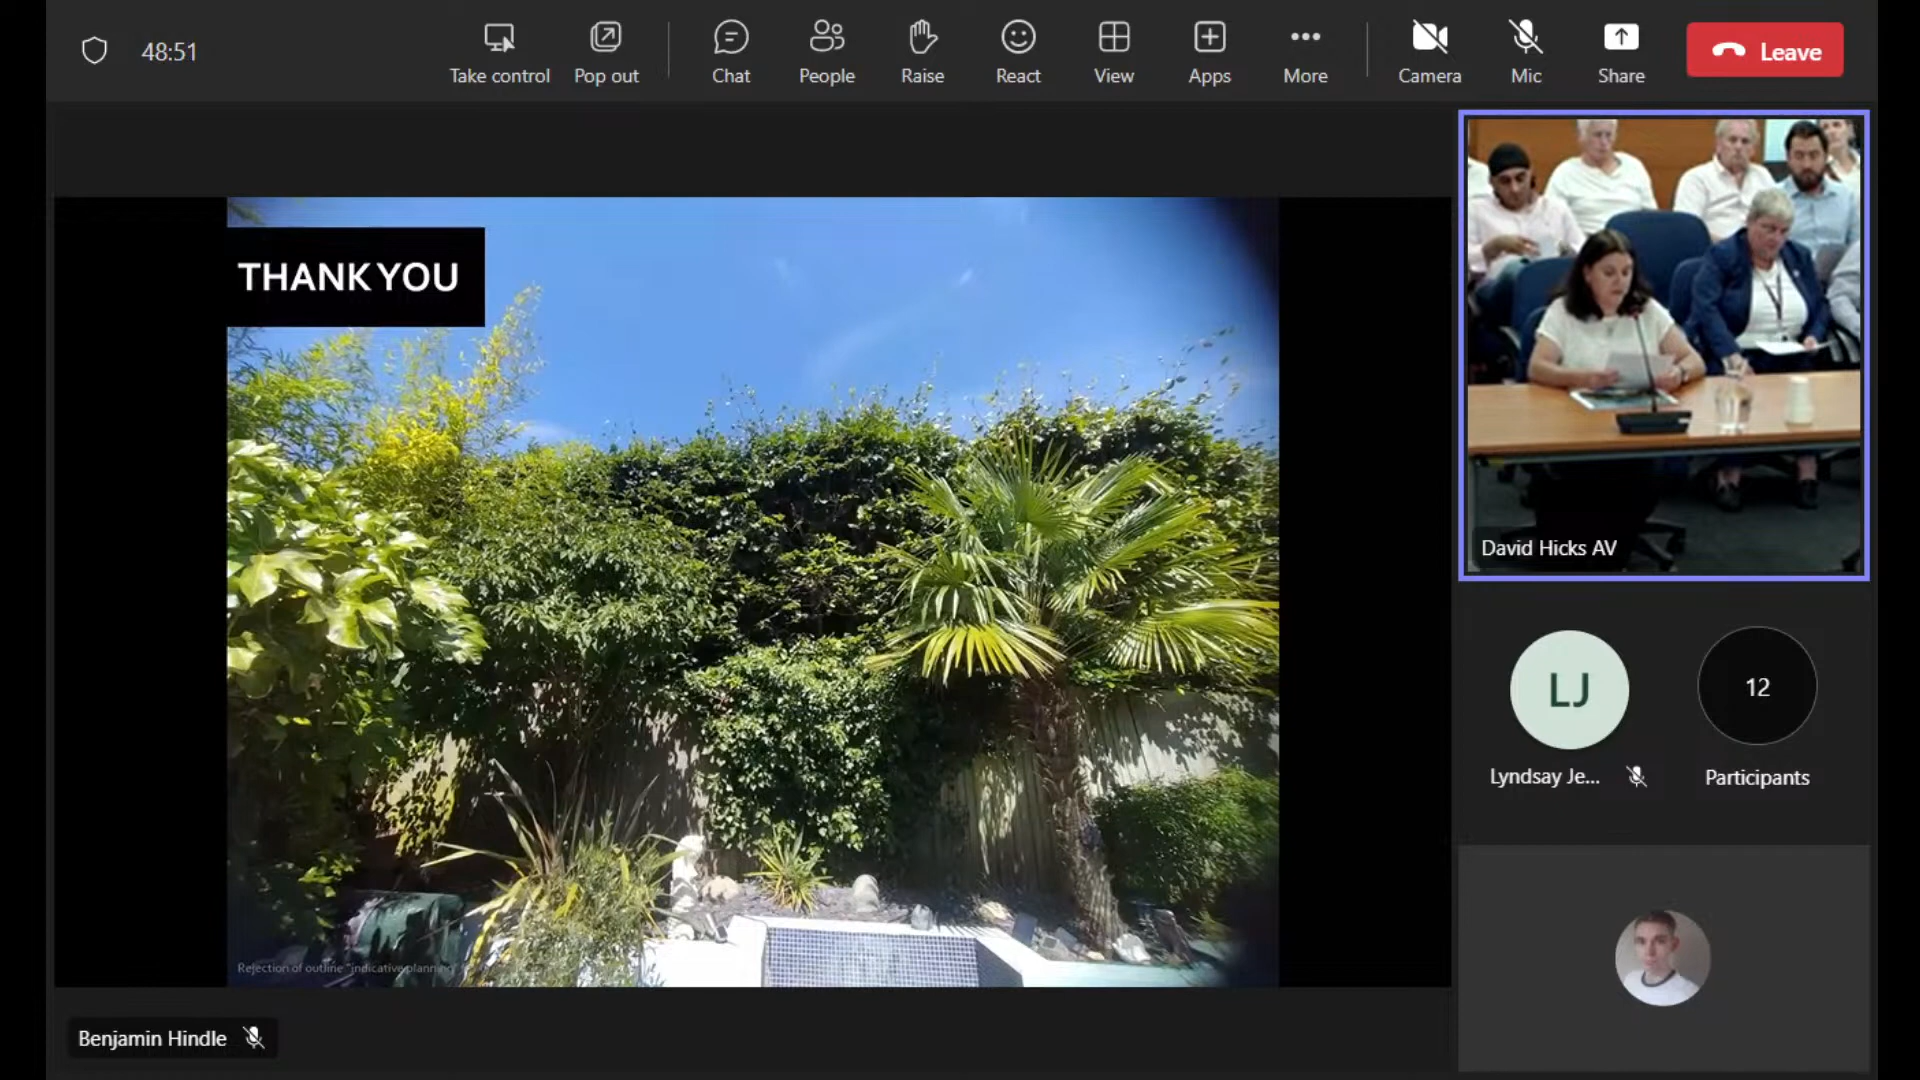 48:51
Take control
Pop out
Chat
People
Raise
React
View
Apps
More
Camera
Mic
Share
Leave
THANK YOU
Rejection of outline "indicative planning"
David Hicks AV
LJ
12
Lyndsay Je...
Participants
Benjamin Hindle